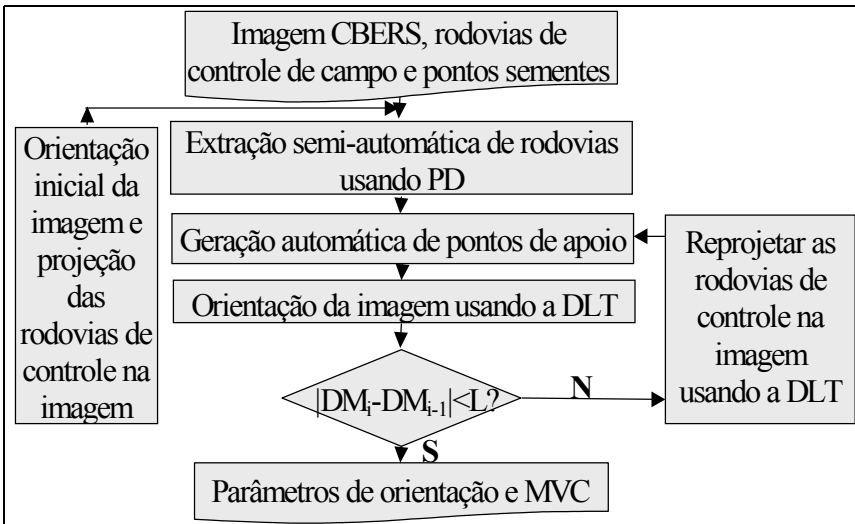 Imagem CBERS, rodovias de
controle de campo e pontos sementes
Orientação
inicial da
imagem e
projeção
das
rodovias de
controle na
imagem
Extração semi-automática de rodovias
usando PD
Geração automática de pontos de apoio
Orientação da imagem usando a DLT
|DMi-DMi-1|<L?
N
Reprojetar as
rodovias de
controle na
imagem
usando a DLT
S
Parâmetros de orientação e MVC